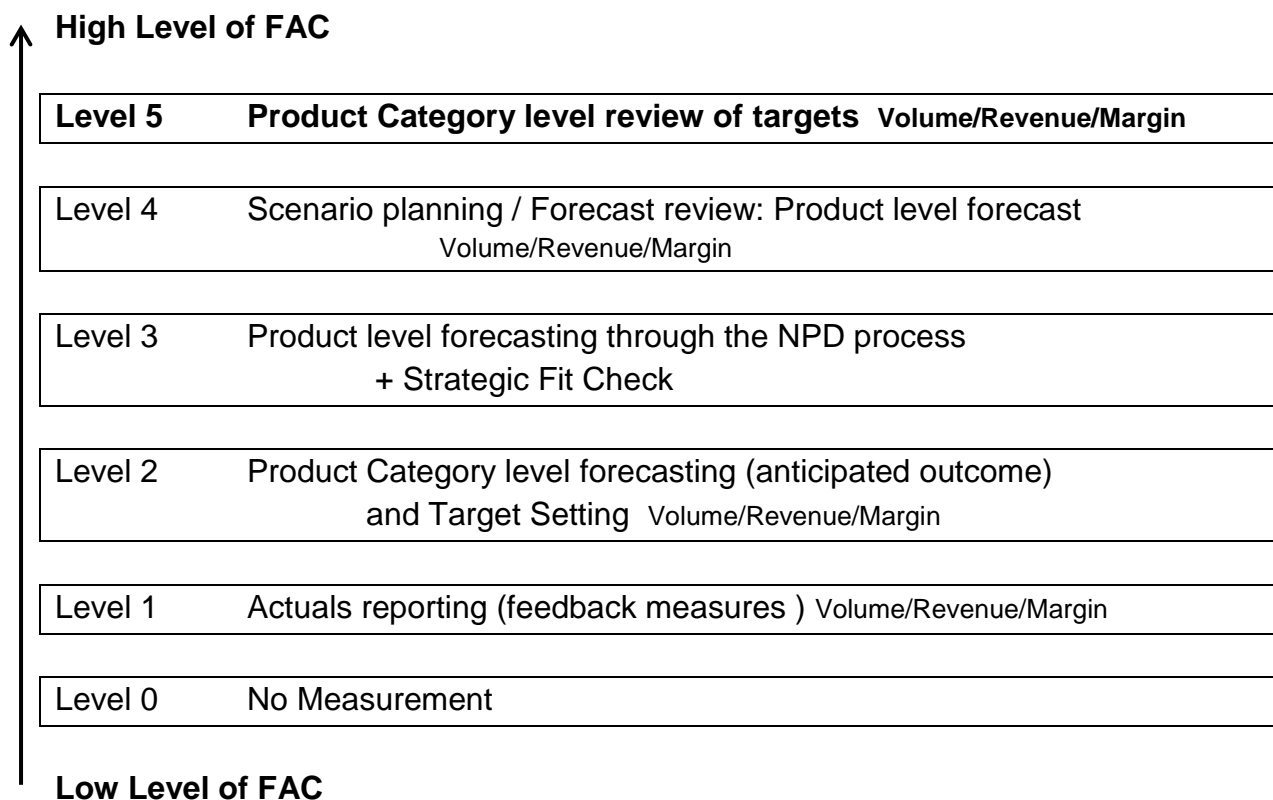 High Level of FAC
Level 5 Product Category level review of targets Volume/Revenue/Margin
Level 4 Scenario planning / Forecast review: Product level forecast
Volume/Revenue/Margin
Level 3 Product level forecasting through the NPD process
+ Strategic Fit Check
Level 2 Product Category level forecasting (anticipated outcome)
and Target Setting Volume/Revenue/Margin
Level 1 Actuals reporting (feedback measures ) Volume/Revenue/Margin
Level 0 No Measurement
Low Level of FAC